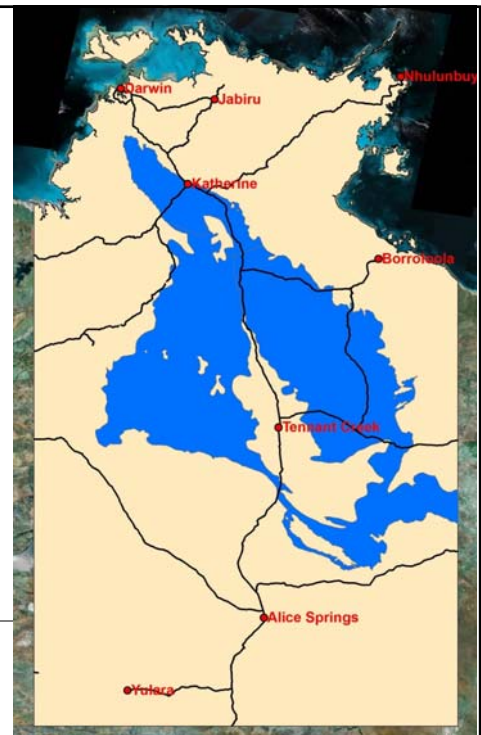 Darwin
Nhulunbuy
Jabiru
Katherine
Borroloola
Tennant Creek
Alice Springs
Yulara